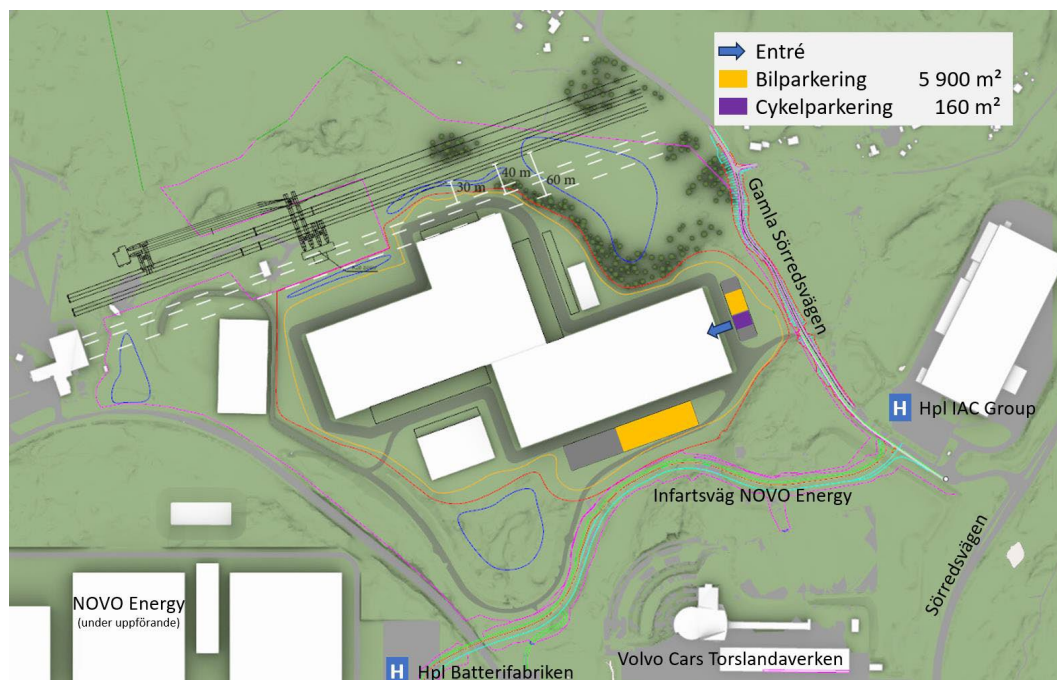 Entré
Bilparkering 5 900 m²
Cykelparkering 160 m²
30 m
40 m
60 m
Gamla Sörredsvägen
H Hpl IAC Group
Infartsväg NOVO Energy
Sörredsvägen
NOVO Energy
(under uppförande)
H Hpl Batterifabriken
Volvo Cars Torslandaverken